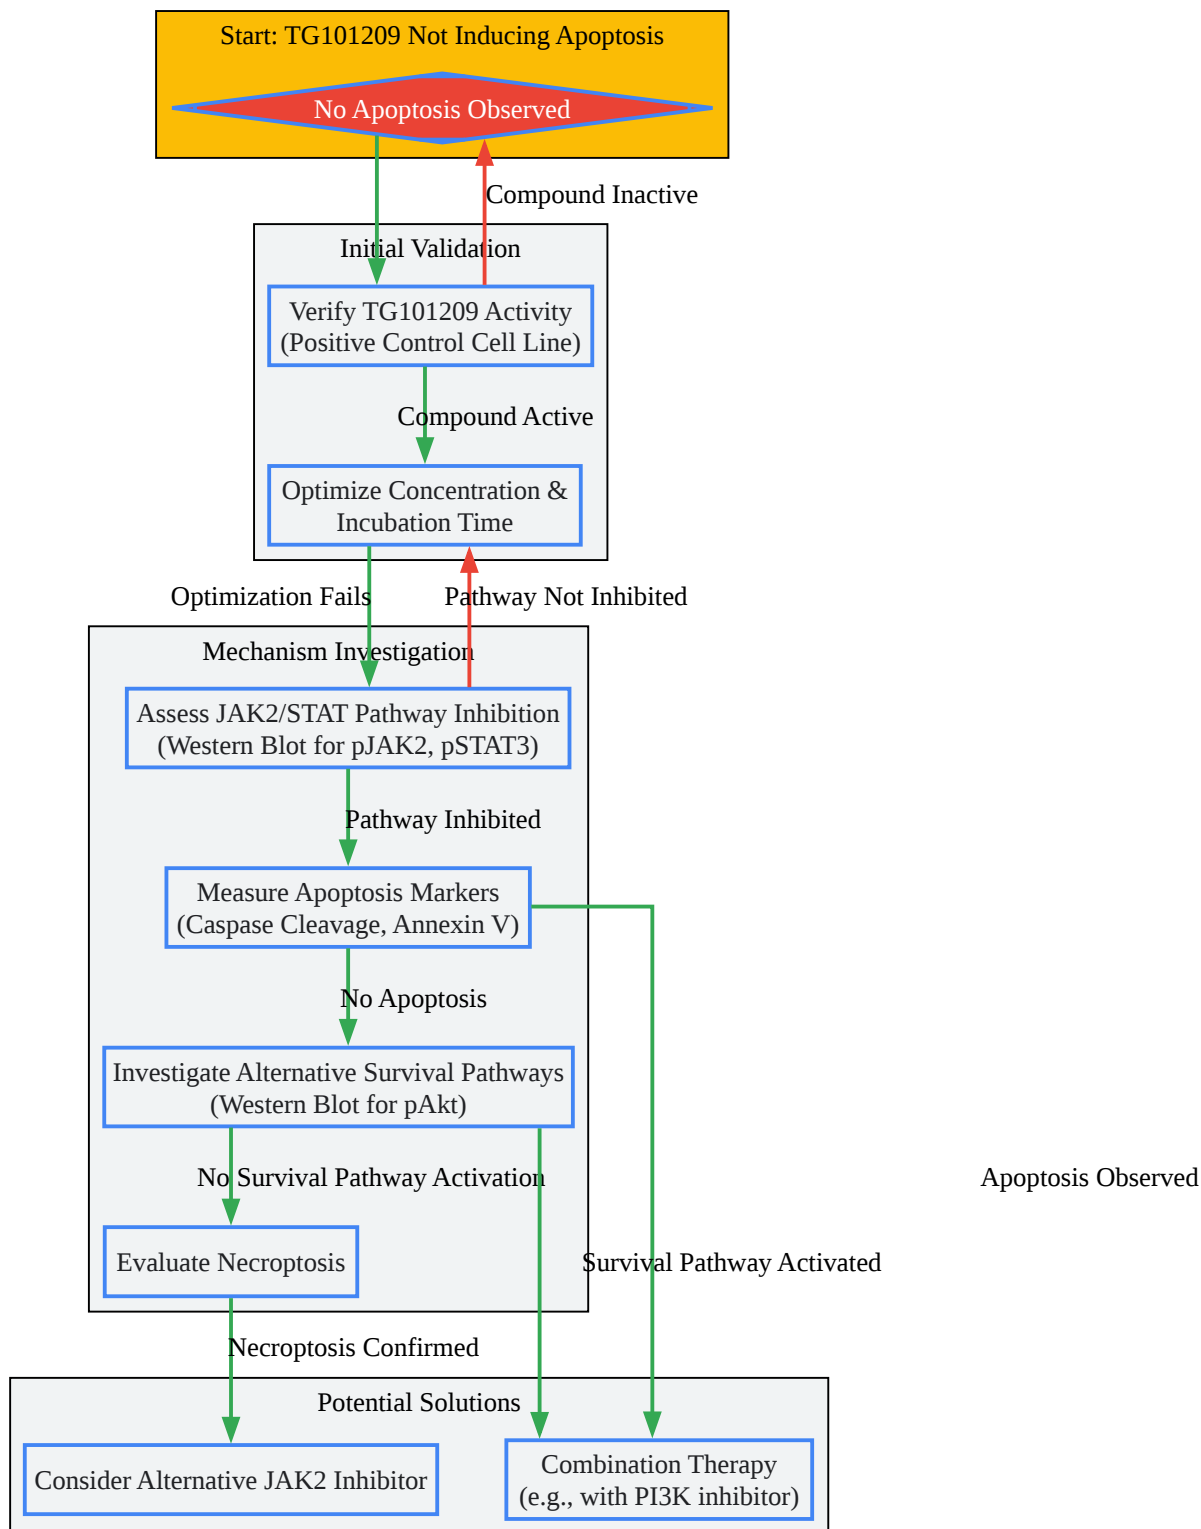 Start: TG101209 Not Inducing Apoptosis
No Apoptosis Observed
Compound Inactive
Initial Validation
Verify TG101209 Activity
(Positive Control Cell Line)
Compound Active
Optimize Concentration &
Incubation Time
Optimization Fails
Pathway Not Inhibited
Mechanism Investigation
Assess JAK2/STAT Pathway Inhibition
(Western Blot for pJAK2, pSTAT3)
Pathway Inhibited
Measure Apoptosis Markers
(Caspase Cleavage, Annexin V)
No Apoptosis
Investigate Alternative Survival Pathways
(Western Blot for pAkt)
No Survival Pathway Activation
Apoptosis Observed
Evaluate Necroptosis
Survival Pathway Activated
Necroptosis Confirmed
Potential Solutions
Consider Alternative JAK2 Inhibitor
Combination Therapy
(e.g., with PI3K inhibitor)